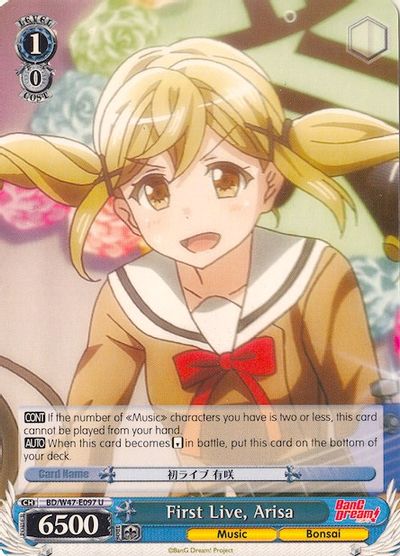 LEVEL
1
0
COST
CONT If the number of «Music» characters you have is two or less, this card
cannot be played from your hand.
AUTO When this card becomes in battle, put this card on the bottom of
your deck.
Card Name
初ライブ 有咲
CH BD/W47-E097 U
6500
First Live, Arisa
BanG Dream!
Music Bonsai
©BanG Dream! Project